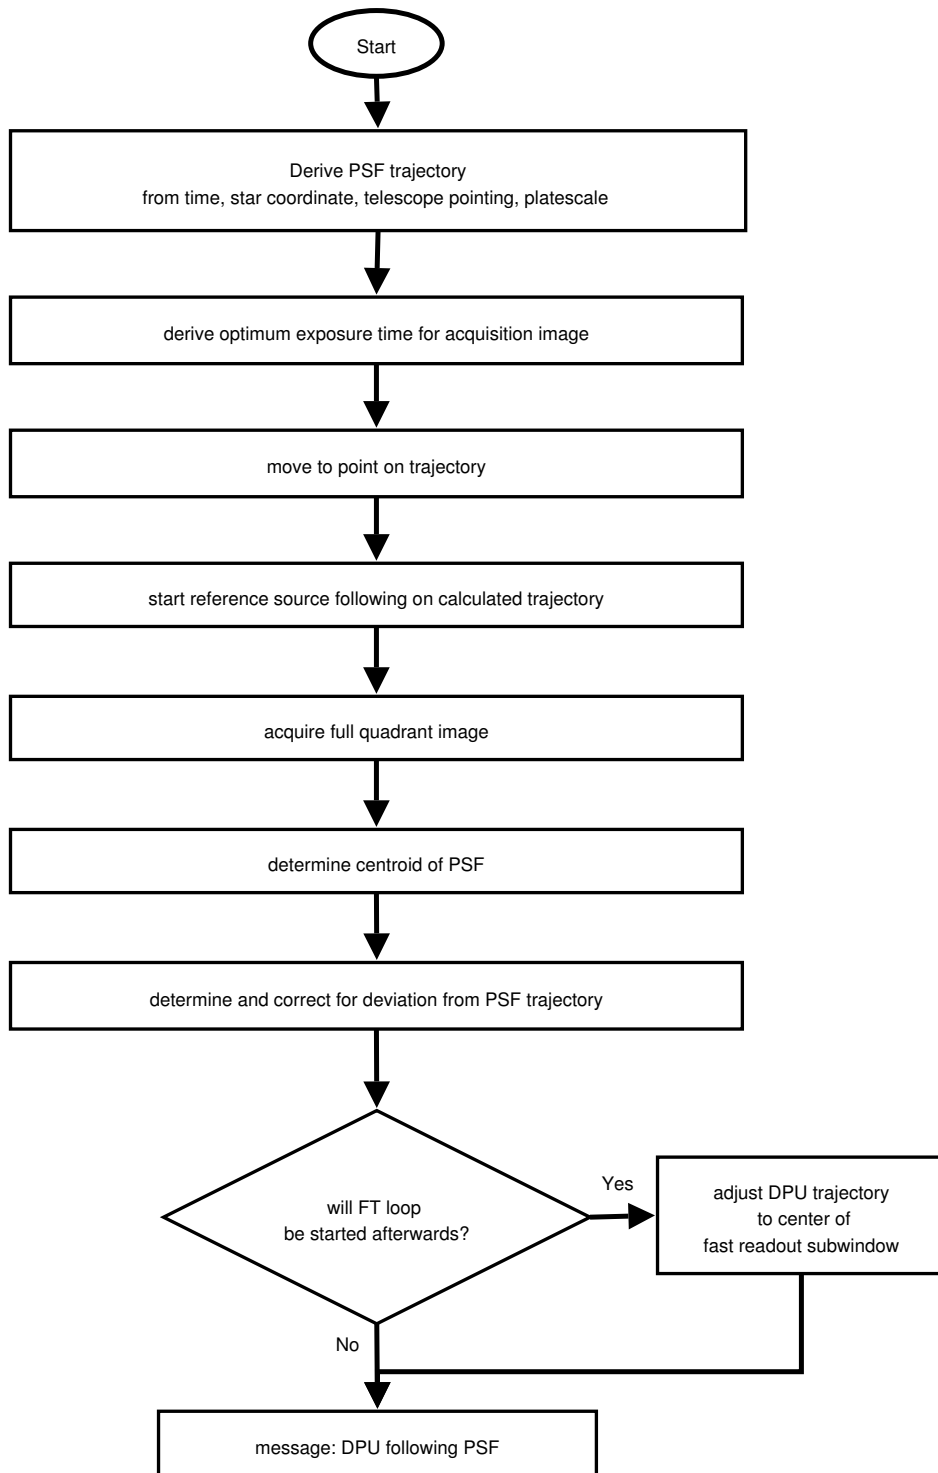 Start
Derive PSF trajectory
from time, star coordinate, telescope pointing, platescale
derive optimum exposure time for acquisition image
move to point on trajectory
start reference source following on calculated trajectory
acquire full quadrant image
determine centroid of PSF
determine and correct for deviation from PSF trajectory
will FT loop
be started afterwards?
Yes
adjust DPU trajectory
to center of
fast readout subwindow
No
message: DPU following PSF